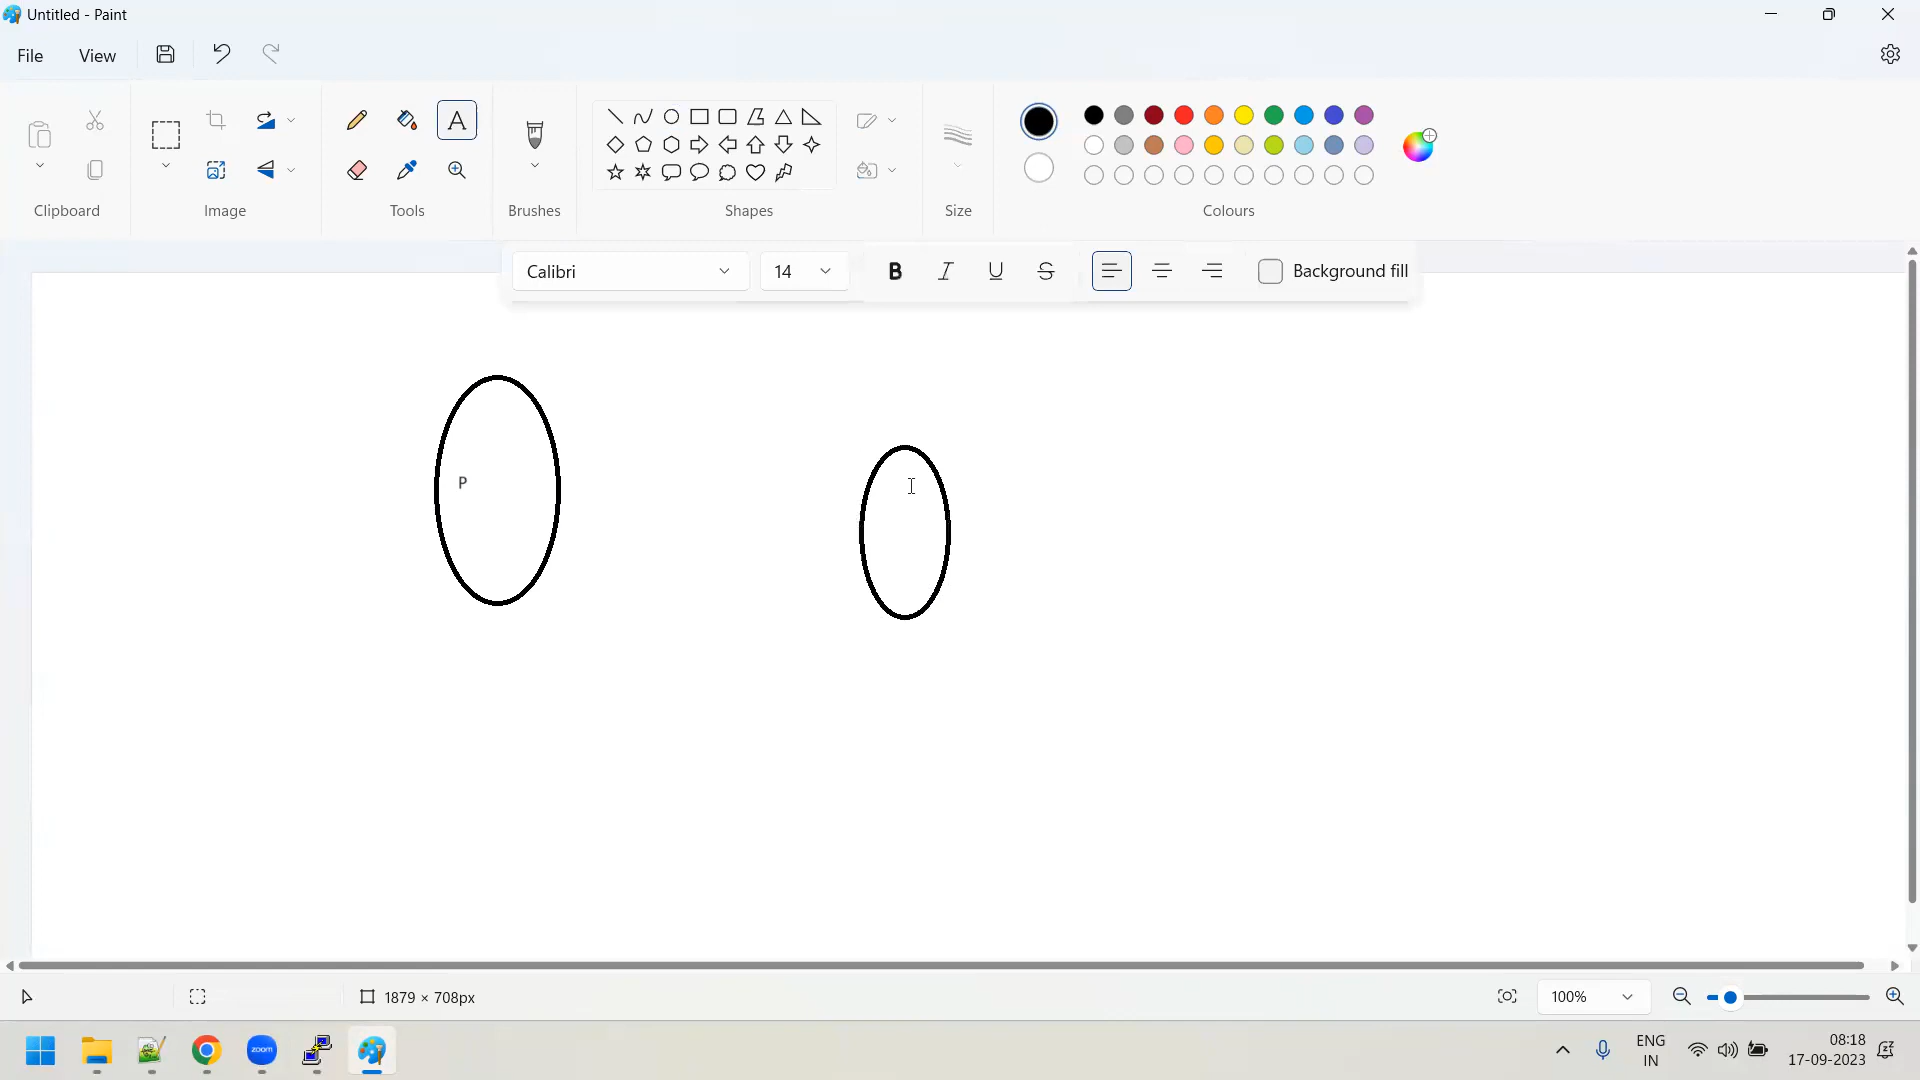 Untitled - Paint
File View
Clipboard Image Tools Brushes Shapes Size Colours
A
Calibri 14 B I U S Background fill
P
1879 × 708px 100%
zoom
ENG
IN
08:18
17-09-2023